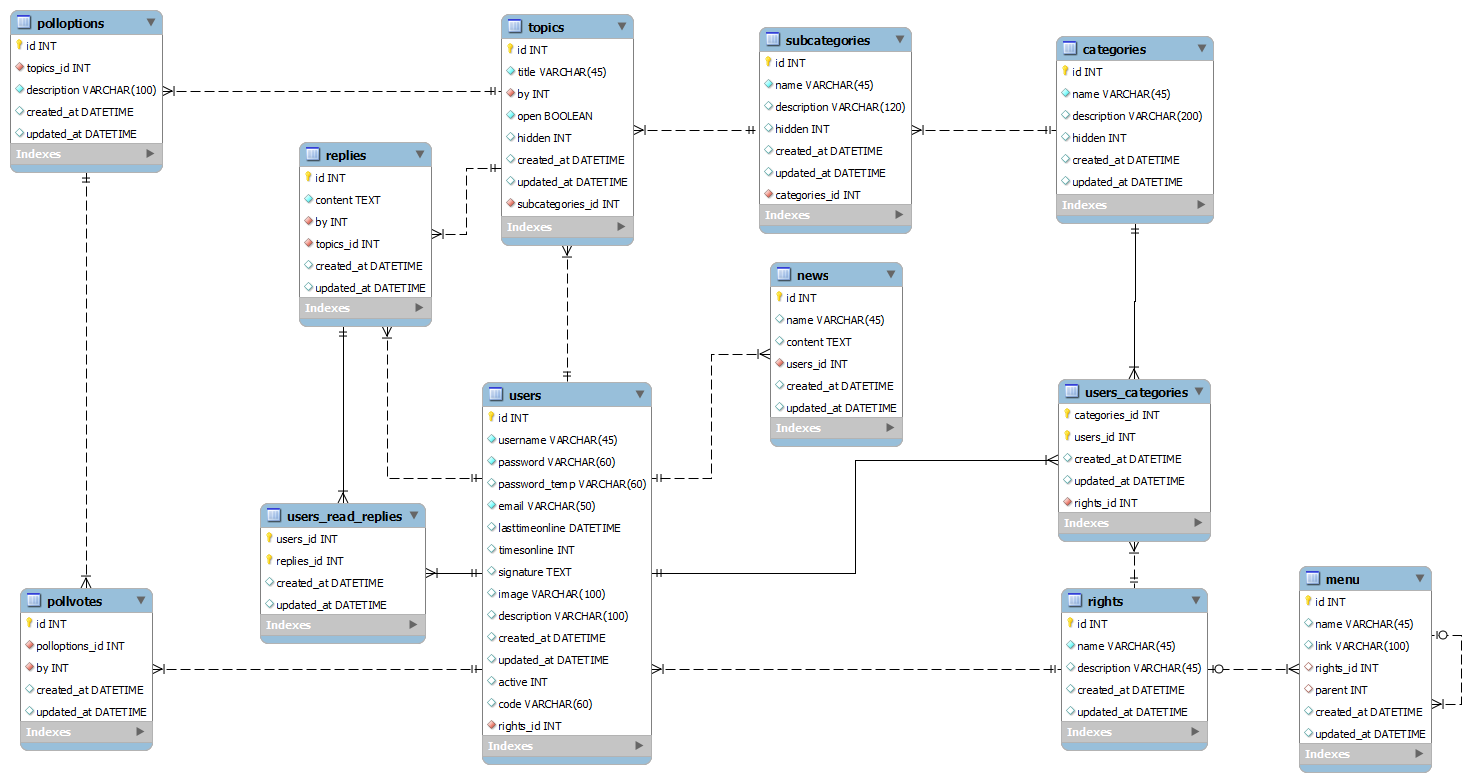 polloptions
id INT
topics_id INT
description VARCHAR(100)
created_at DATETIME
updated_at DATETIME
Indexes
topics
id INT
title VARCHAR(45)
by INT
open BOOLEAN
hidden INT
created_at DATETIME
updated_at DATETIME
subcategories_id INT
Indexes
subcategories
id INT
name VARCHAR(45)
description VARCHAR(120)
hidden INT
created_at DATETIME
updated_at DATETIME
categories_id INT
Indexes
categories
id INT
name VARCHAR(45)
description VARCHAR(200)
hidden INT
created_at DATETIME
updated_at DATETIME
Indexes
replies
id INT
content TEXT
by INT
topics_id INT
created_at DATETIME
updated_at DATETIME
Indexes
news
id INT
name VARCHAR(45)
content TEXT
users_id INT
created_at DATETIME
updated_at DATETIME
Indexes
users
id INT
username VARCHAR(45)
password VARCHAR(60)
password_temp VARCHAR(60)
email VARCHAR(50)
lasttimeonline DATETIME
timesonline INT
signature TEXT
image VARCHAR(100)
description VARCHAR(100)
created_at DATETIME
updated_at DATETIME
active INT
code VARCHAR(60)
rights_id INT
Indexes
users_categories
categories_id INT
users_id INT
created_at DATETIME
updated_at DATETIME
rights_id INT
Indexes
users_read_replies
users_id INT
replies_id INT
created_at DATETIME
updated_at DATETIME
Indexes
pollvotes
id INT
polloptions_id INT
by INT
created_at DATETIME
updated_at DATETIME
Indexes
rights
id INT
name VARCHAR(45)
description VARCHAR(45)
created_at DATETIME
updated_at DATETIME
Indexes
menu
id INT
name VARCHAR(45)
link VARCHAR(100)
rights_id INT
parent INT
created_at DATETIME
updated_at DATETIME
Indexes